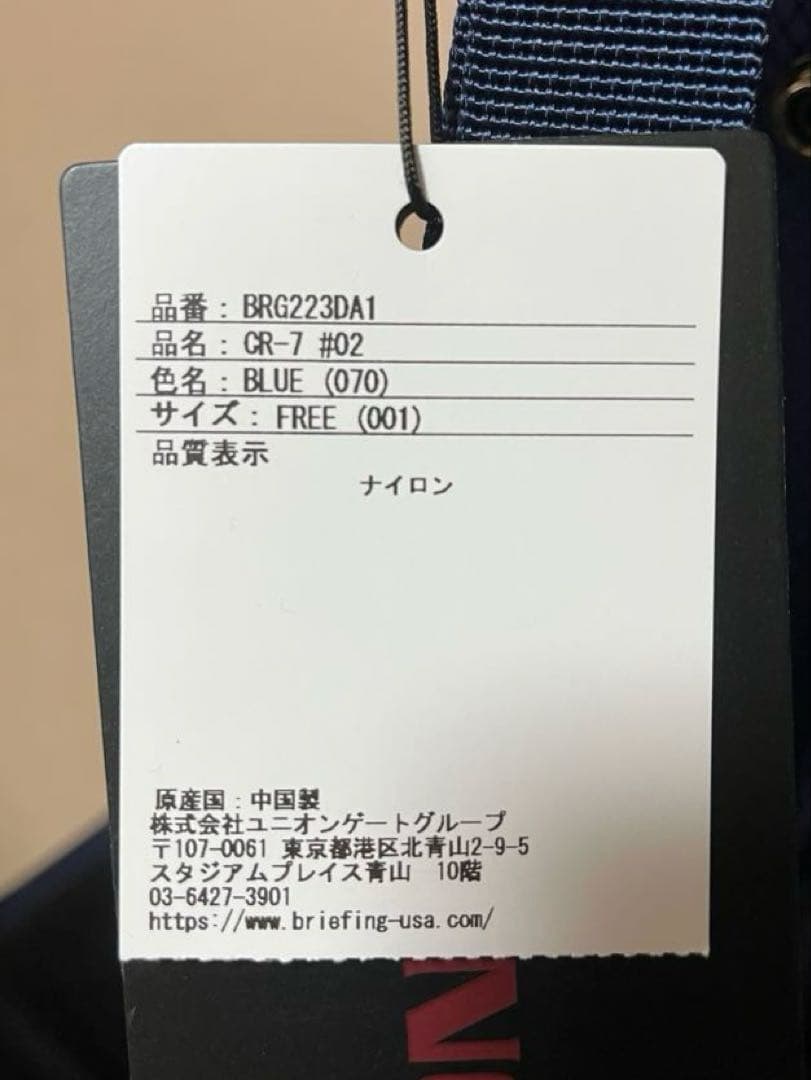 品番：BRG223DA1
品名：CR-7 #02
色名：BLUE (070)
サイズ：FREE (001)
品質表示
ナイロン
原産国：中国製
株式会社ユニオンゲートグループ
〒107-0061 東京都港区北青山2-9-5
スタジアムプレイス青山　10階
03-6427-3901
https://www.briefing-usa.com/